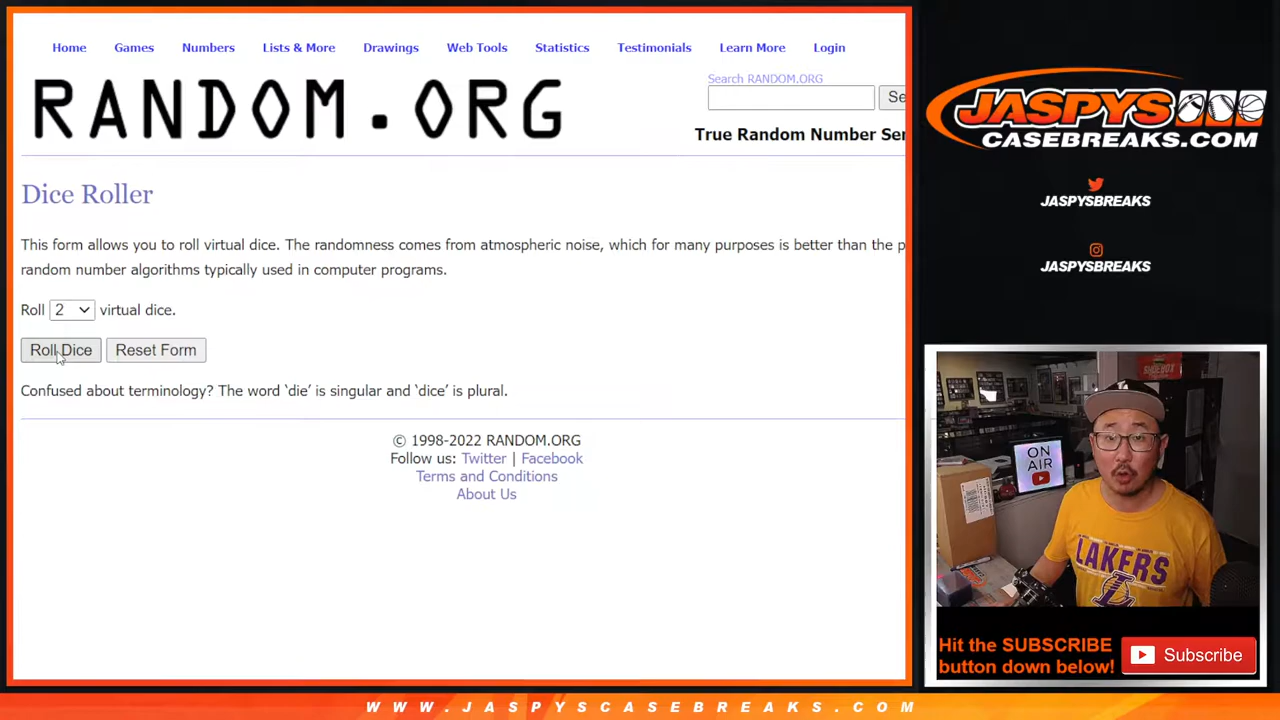 Home Games Numbers Lists & More Drawings Web Tools Statistics Testimonials Learn More Login
RANDOM.ORG
Search RANDOM.ORG
Se
True Random Number Ser
Dice Roller
This form allows you to roll virtual dice. The randomness comes from atmospheric noise, which for many purposes is better than the p
random number algorithms typically used in computer programs.
Roll 2 virtual dice.
Roll Dice Reset Form
Confused about terminology? The word ‘die’ is singular and ‘dice’ is plural.
© 1998-2022 RANDOM.ORG
Follow us: Twitter | Facebook
Terms and Conditions
About Us
JASPYS
CASEBREAKS.COM
JASPYSBREAKS
JASPYSBREAKS
SHOEBOX
ON
AIR
LAKERS
L
Hit the SUBSCRIBE
button down below!
Subscribe
WWW.JASPYSCASEBREAKS.COM